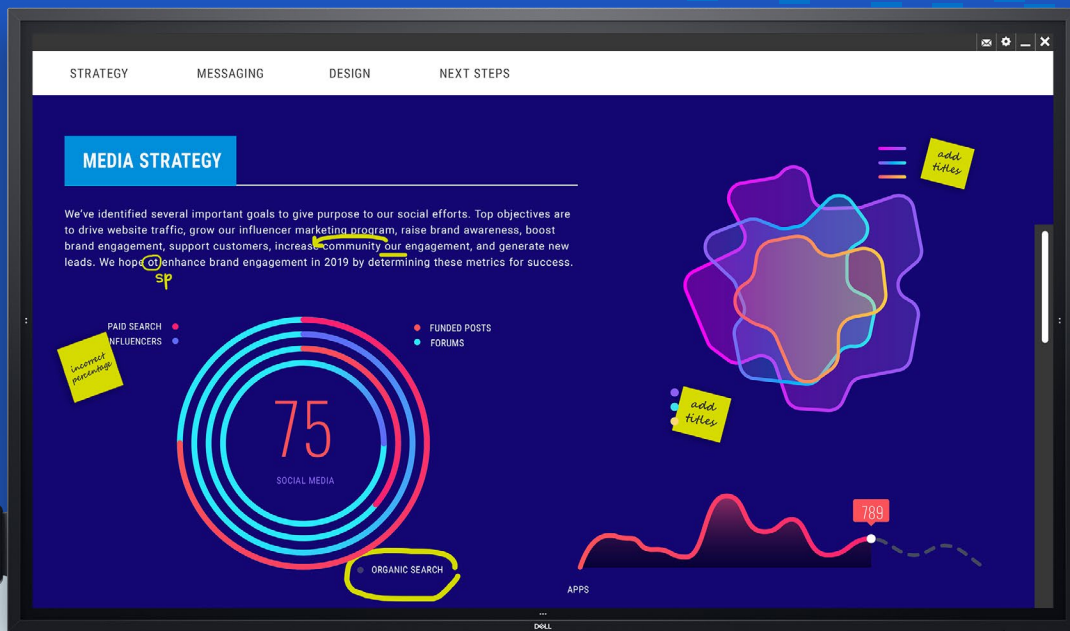 STRATEGY MESSAGING DESIGN NEXT STEPS
MEDIA STRATEGY
We've identified several important goals to give purpose to our social efforts. Top objectives are
to drive website traffic, grow our influencer marketing program, raise brand awareness, boost
brand engagement, support customers, increase community our engagement, and generate new
leads. We hope ot enhance brand engagement in 2019 by determining these metrics for success.
sp
add
titles
PAID SEARCH
NFLUENCERS
FUNDED POSTS
FORUMS
incorrect
percentage
75
SOCIAL MEDIA
add
titles
ORGANIC SEARCH
789
APPS
DELL